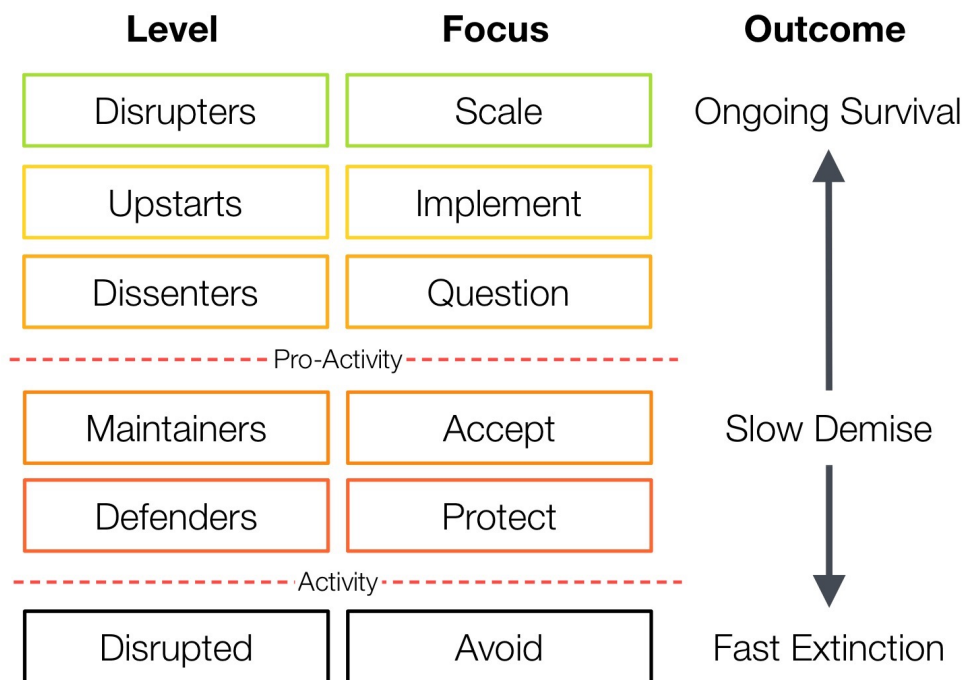 Level Focus Outcome
Disrupters Scale Ongoing Survival
Upstarts Implement
Dissenters Question
Pro-Activity
Maintainers Accept Slow Demise
Defenders Protect
Activity
Disrupted Avoid Fast Extinction